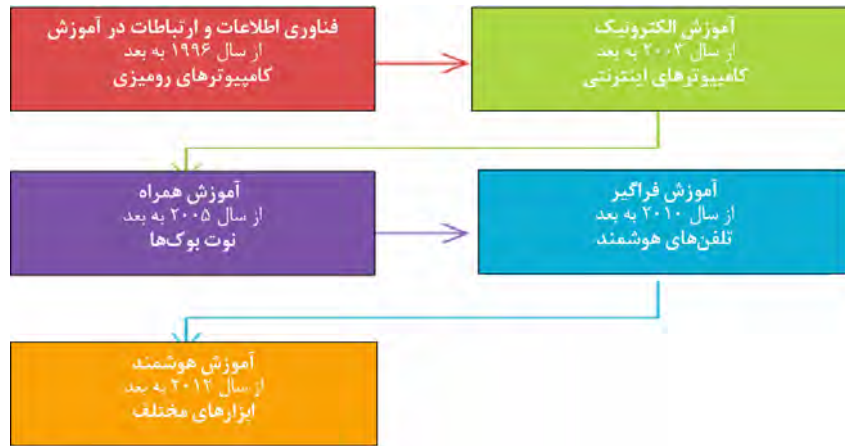 فناوری اطلاعات و ارتباطات در آموزش
از سال ۱۹۹۶ به بعد
کامپیوترهای رومیزی
آموزش الکترونیک
از سال ۲۰۰۳ به بعد
کامپیوترهای اینترنتی
آموزش همراه
از سال ۲۰۰۵ به بعد
نوت بوک‌ها
آموزش فراگیر
از سال ۲۰۱۰ به بعد
تلفن‌های هوشمند
آموزش هوشمند
از سال ۲۰۱۲ به بعد
ابزارهای مختلف